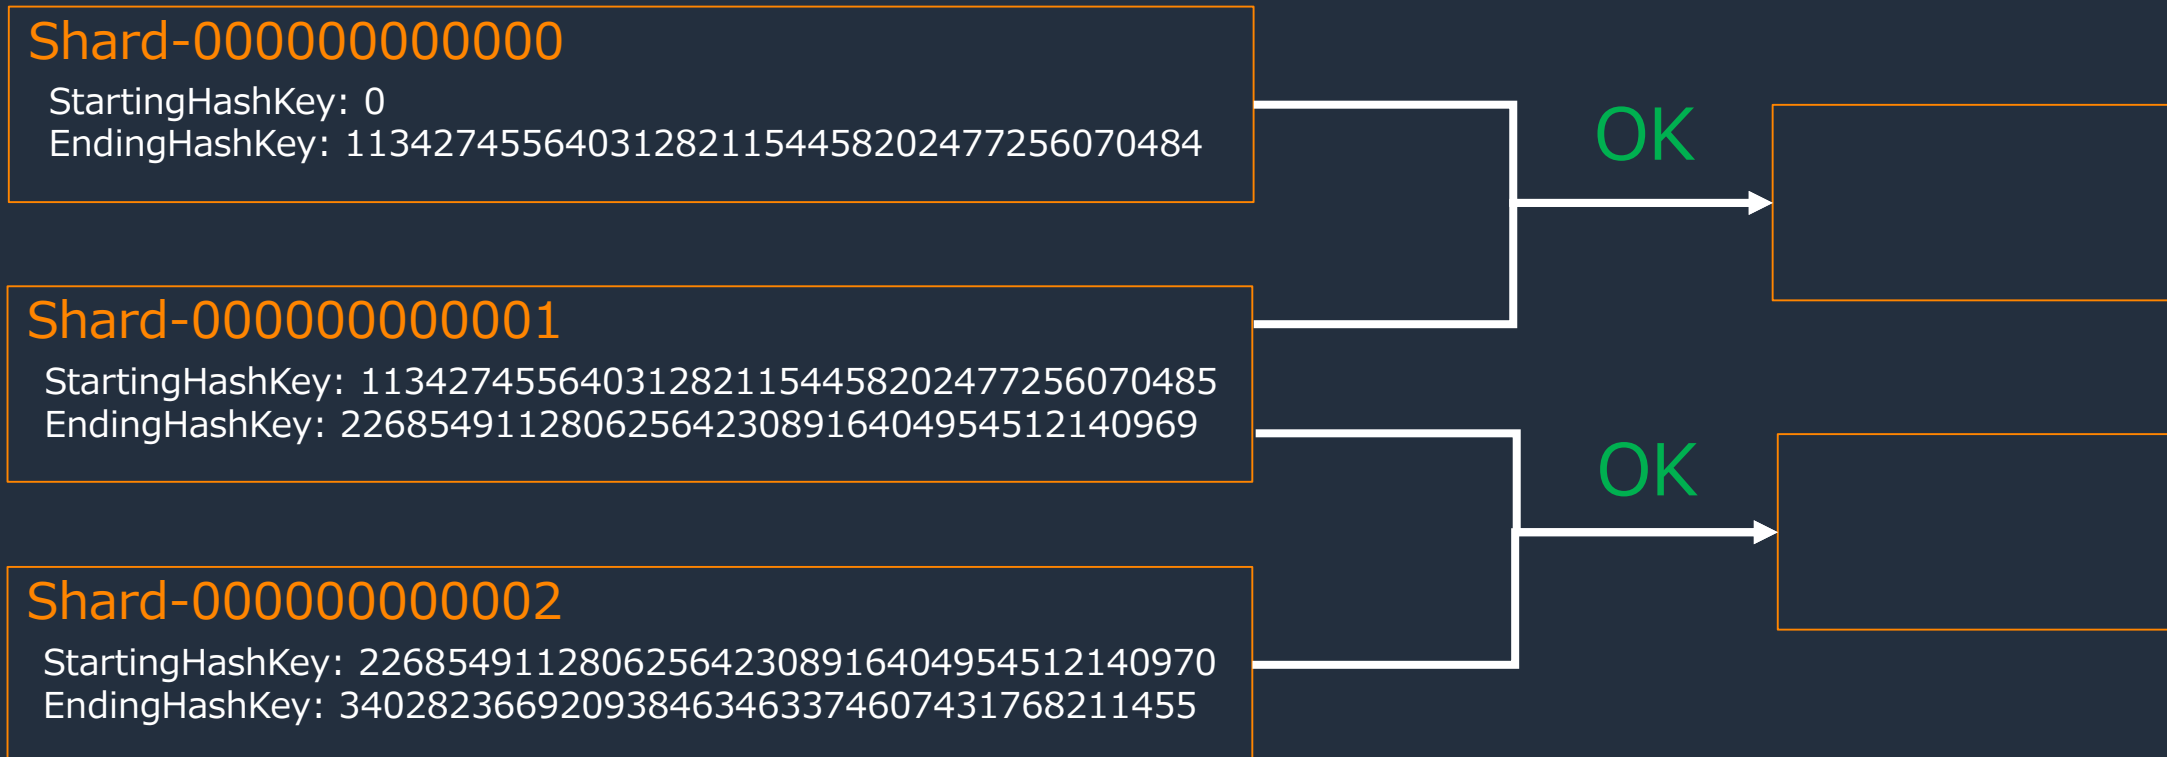 Shard-000000000000
StartingHashKey: 0
EndingHashKey: 113427455640312821154458202477256070484
OK
Shard-000000000001
StartingHashKey: 113427455640312821154458202477256070485
EndingHashKey: 226854911280625642308916404954512140969
OK
Shard-000000000002
StartingHashKey: 226854911280625642308916404954512140970
EndingHashKey: 340282366920938463463374607431768211455